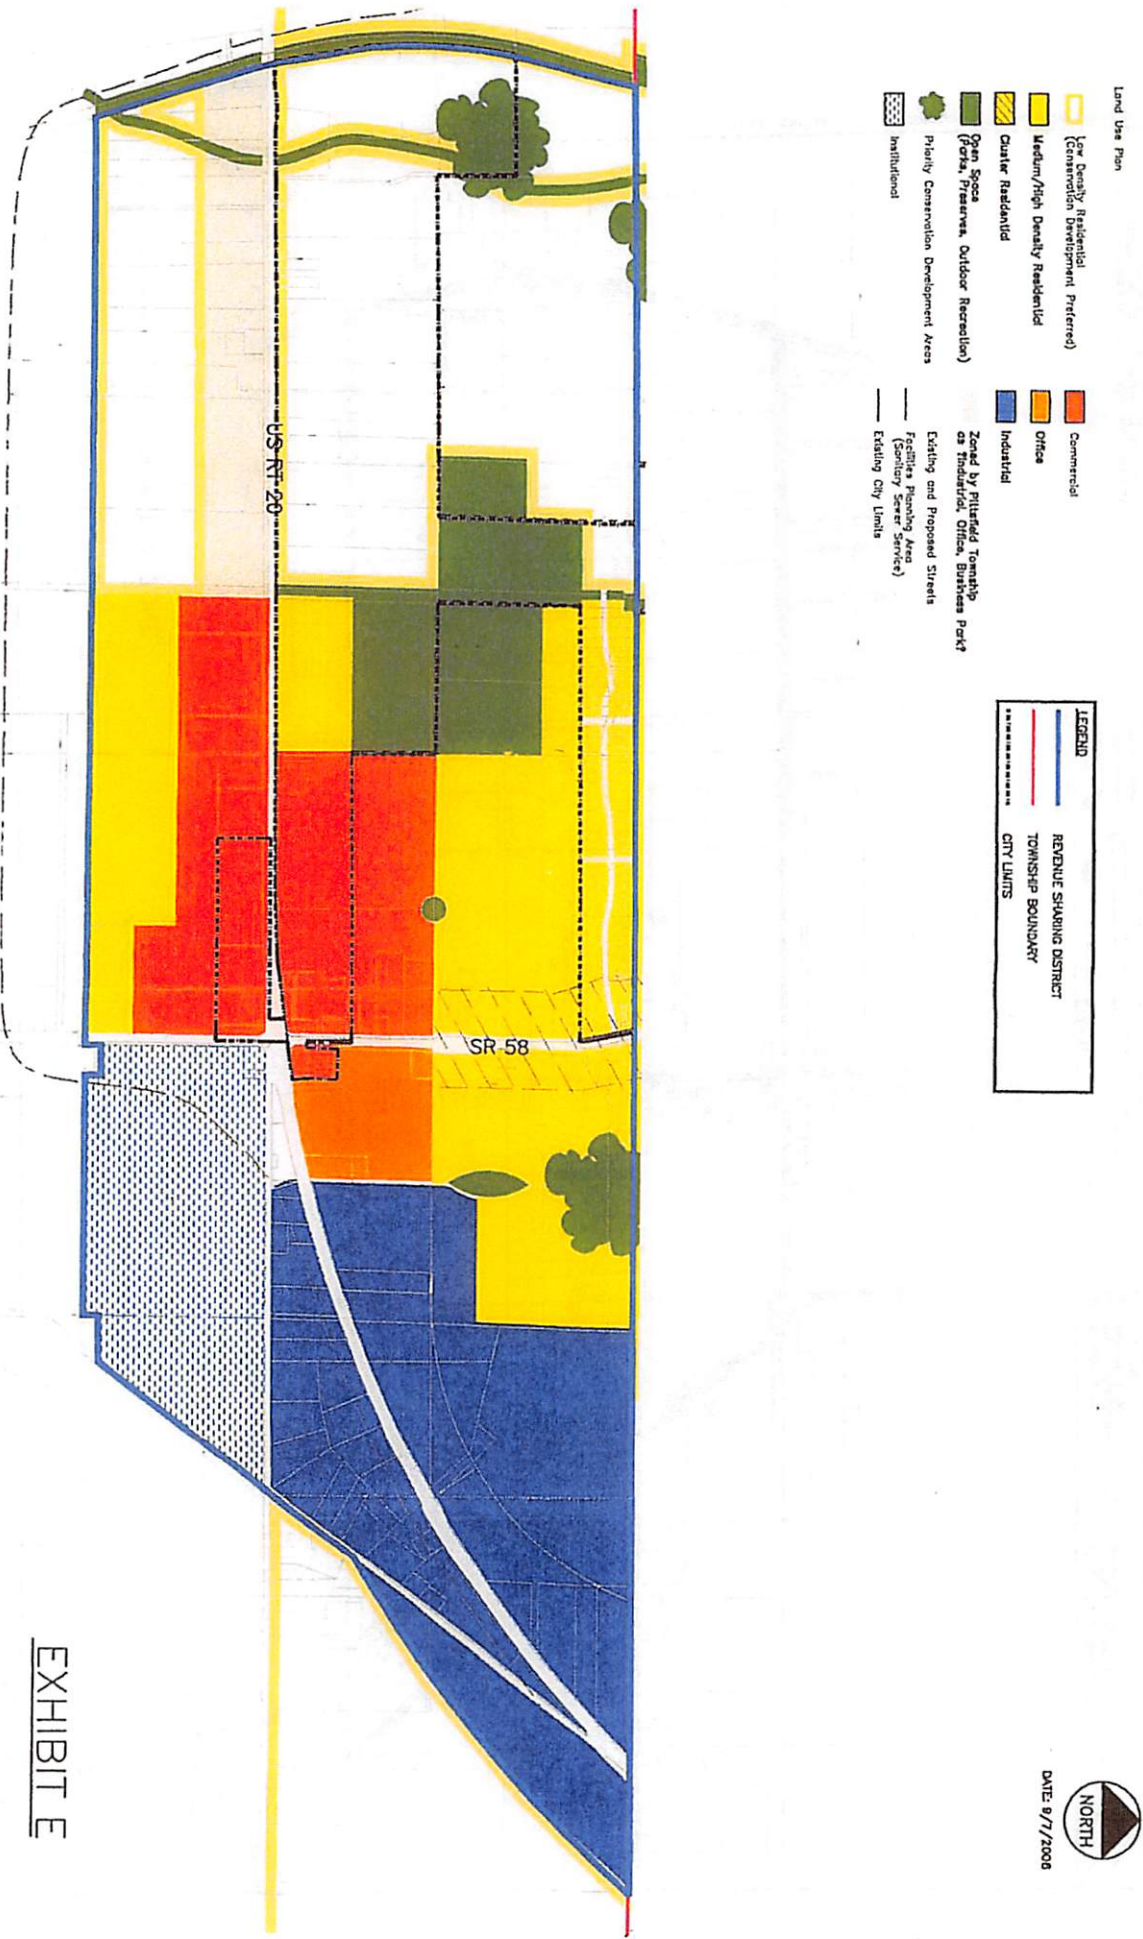 Land Use Plan
Low Density Residential
(Conservation Development Preferred)
Medium/High Density Residential
Cluster Residential
Open Space
(Parks, Preserves, Outdoor Recreation)
Priority Conservation Development Areas
Institutional
Commercial
Office
Industrial
Zoned by Pittsfield Township
as "Industrial, Office, Business Park"
Existing and Proposed Streets
Facilities Planning Area
(Sanitary Sewer Service)
Existing City Limits
LEGEND
REVENUE SHARING DISTRICT
TOWNSHIP BOUNDARY
CITY LIMITS
NORTH
DATE: 9/7/2006
US RT 20
SR 58
EXHIBIT E